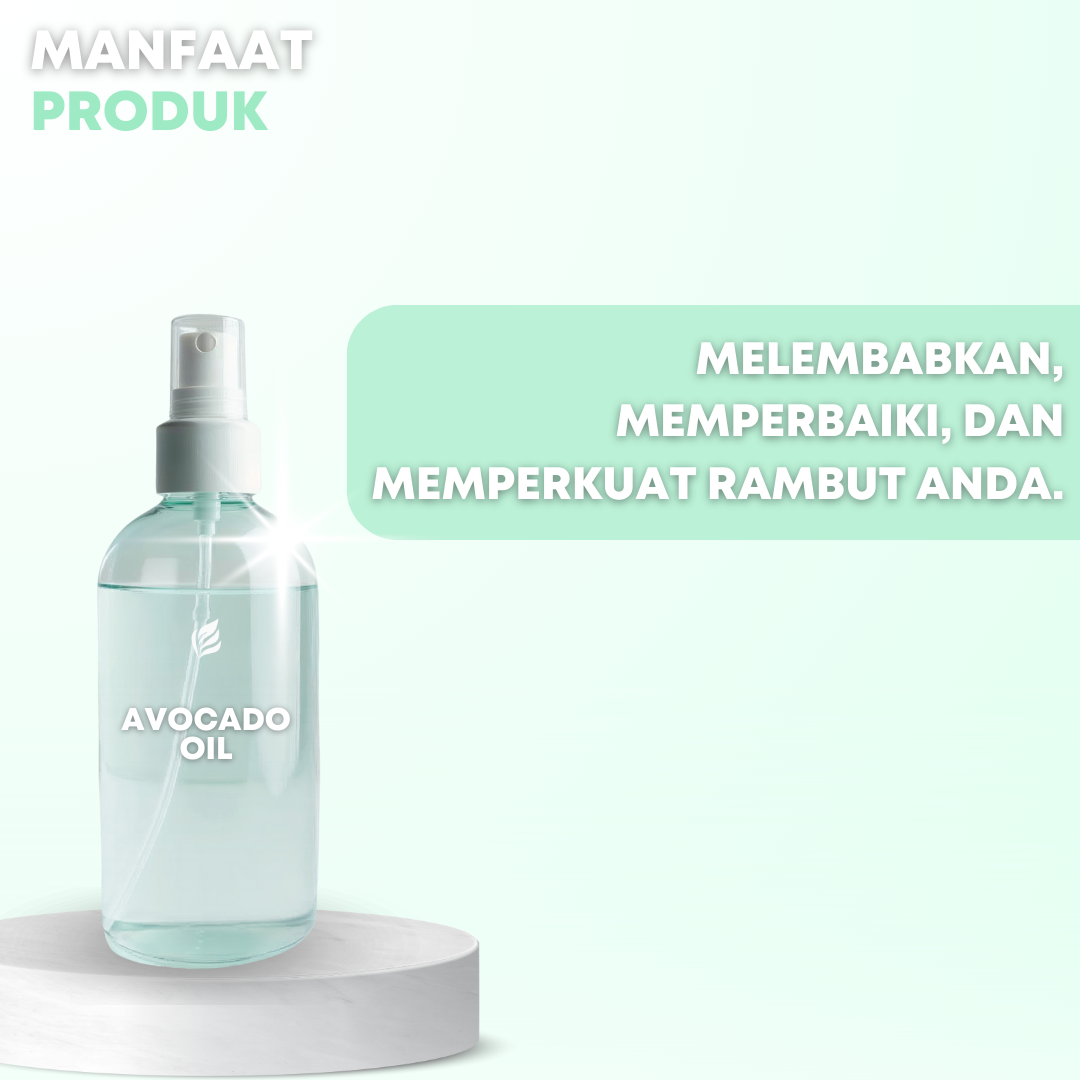 MANFAAT
PRODUK
MELEMBABKAN,
MEMPERBAIKI, DAN
MEMPERKUAT RAMBUT ANDA.
AVOCADO
OIL